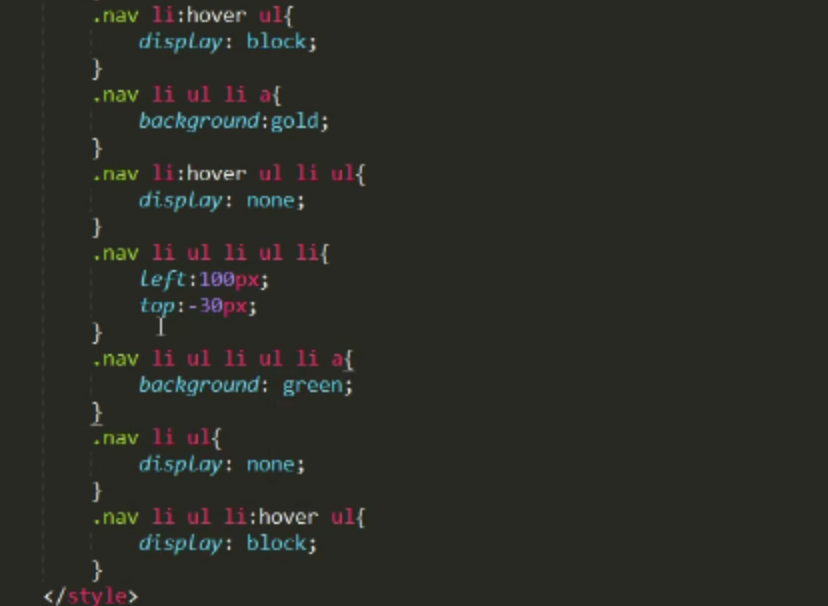 .nav li:hover ul{
display: block;
}
.nav li ul li a{
background:gold;
}
.nav li:hover ul li ul{
display: none;
}
.nav li ul li ul li{
left:100px;
top:-30px;
}
.nav li ul li ul li a{
background: green;
}
.nav li ul{
display: none;
}
.nav li ul li:hover ul{
display: block;
}
</style>